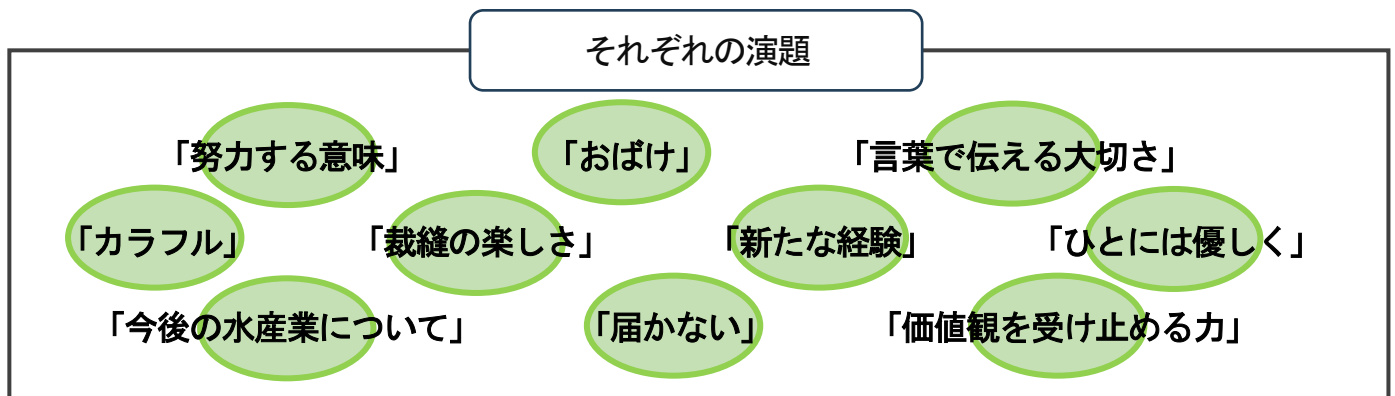 それぞれの演題
「努力する意味」 「おばけ」 「言葉で伝える大切さ」
「カラフル」 「裁縫の楽しさ」 「新たな経験」 「ひとには優しく」
「今後の水産業について」 「届かない」 「価値観を受け止める力」